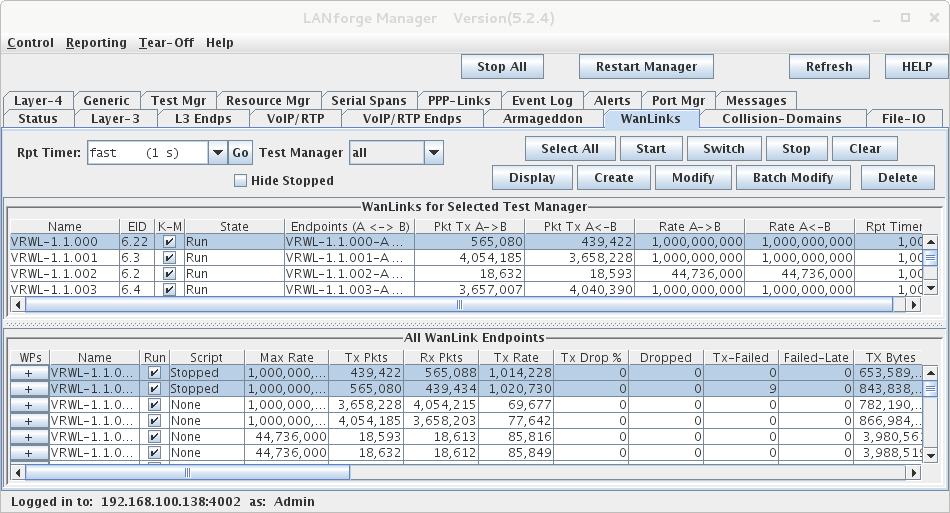 LANforge Manager Version(5.2.4)
Control Reporting Tear-Off Help
Stop All Restart Manager Refresh HELP
Layer-4 Generic Test Mgr Resource Mgr Serial Spans PPP-Links Event Log Alerts Port Mgr Messages
Status Layer-3 L3 Endps VoIP/RTP VoIP/RTP Endps Armageddon WanLinks Collision-Domains File-IO
Rpt Timer: fast (1 s) Go Test Manager all Select All Start Switch Stop Clear
Hide Stopped Display Create Modify Batch Modify Delete
WanLinks for Selected Test Manager
Name EID K-M State Endpoints (A <-> B) Pkt Tx A->B Pkt Tx A<-B Rate A->B Rate A<-B Rpt Timer
VRWL-1.1.000 6.22 Run VRWL-1.1.000-A ... 565,080 439,422 1,000,000,000 1,000,000,000 1,00
VRWL-1.1.001 6.3 Run VRWL-1.1.001-A ... 4,054,185 3,658,228 1,000,000,000 1,000,000,000 1,00
VRWL-1.1.002 6.2 Run VRWL-1.1.002-A ... 18,632 18,593 44,736,000 44,736,000 1,00
VRWL-1.1.003 6.4 Run VRWL-1.1.003-A ... 3,657,007 4,040,390 1,000,000,000 1,000,000,000 1,00
All WanLink Endpoints
WPs Name Run Script Max Rate Tx Pkts Rx Pkts Tx Rate Tx Drop % Dropped Tx-Failed Failed-Late TX Bytes
+ VRWL-1.1.0... Stopped 1,000,000,... 439,422 565,088 1,014,228 0 0 0 0 653,589,...
+ VRWL-1.1.0... Stopped 1,000,000,... 565,080 439,434 1,020,730 0 0 9 0 843,838,...
+ VRWL-1.1.0... None 1,000,000,... 3,658,228 4,054,215 69,677 0 0 0 0 782,190,...
+ VRWL-1.1.0... None 1,000,000,... 4,054,185 3,658,203 77,642 0 0 0 0 866,984,...
+ VRWL-1.1.0... None 44,736,000 18,593 18,613 85,816 0 0 0 0 3,980,56
+ VRWL-1.1.0... None 44,736,000 18,632 18,612 85,849 0 0 0 0 3,988,51
Logged in to: 192.168.100.138:4002 as: Admin